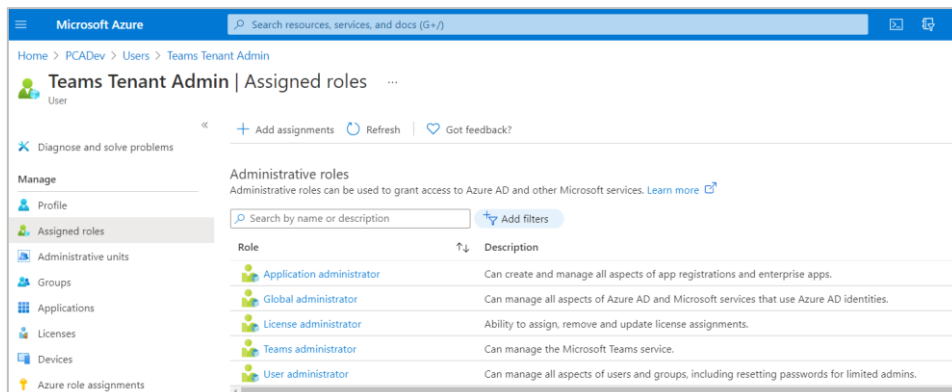 Microsoft Azure
Search resources, services, and docs (G+/)
Home > PCADev > Users > Teams Tenant Admin
Teams Tenant Admin | Assigned roles ...
User
«
Diagnose and solve problems
Manage
Profile
Assigned roles
Administrative units
Groups
Applications
Licenses
Devices
Azure role assignments
+ Add assignments Refresh Got feedback?
Administrative roles
Administrative roles can be used to grant access to Azure AD and other Microsoft services. Learn more
Search by name or description Add filters
Role Description
Application administrator Can create and manage all aspects of app registrations and enterprise apps.
Global administrator Can manage all aspects of Azure AD and Microsoft services that use Azure AD identities.
License administrator Ability to assign, remove and update license assignments.
Teams administrator Can manage the Microsoft Teams service.
User administrator Can manage all aspects of users and groups, including resetting passwords for limited admins.